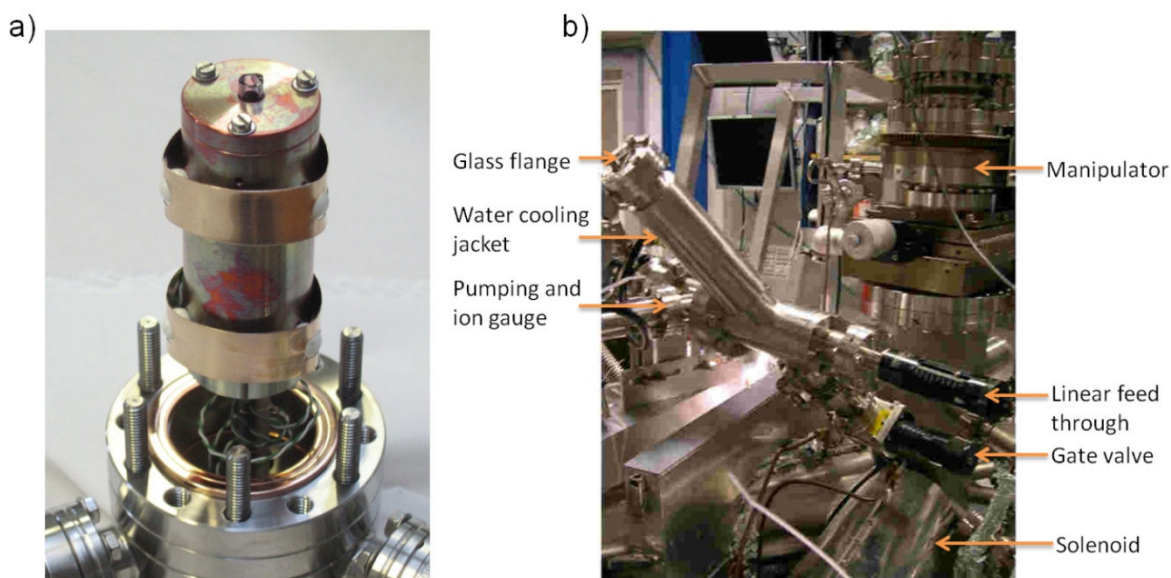 a)
b)
Glass flange
Water cooling
jacket
Pumping and
ion gauge
Manipulator
Linear feed
through
Gate valve
Solenoid